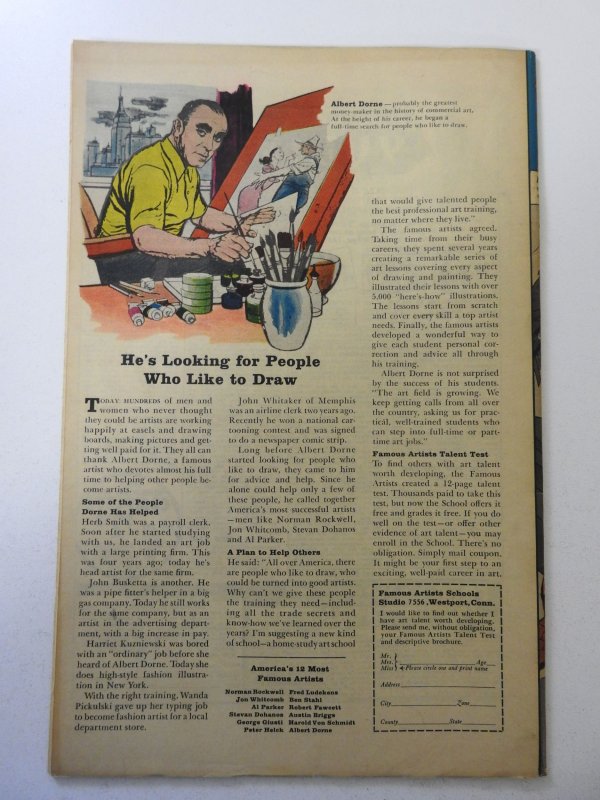 Albert Dorne — probably the greatest
money-maker in the history of commercial art.
At the height of his career, he began a
full-time search for people who like to draw.
He's Looking for People
Who Like to Draw
TODAY HUNDREDS of men and
women who never thought
they could be artists are working
happily at easels and drawing
boards, making pictures and get-
ting well paid for it. They all can
thank Albert Dorne, a famous
artist who devotes almost his full
time to helping other people be-
come artists.
Some of the People
Dorne Has Helped
Herb Smith was a payroll clerk.
Soon after he started studying
with us, he landed an art job
with a large printing firm. This
was four years ago; today he's
head artist for the same firm.
John Busketta is another. He
was a pipe fitter's helper in a big
gas company. Today he still works
for the same company, but as an
artist in the advertising depart-
ment, with a big increase in pay.
Harriet Kuzniewski was bored
with an "ordinary" job before she
heard of Albert Dorne. Today she
does high-style fashion illustra-
tion in New York.
With the right training, Wanda
Pickulski gave up her typing job
to become fashion artist for a local
department store.
John Whitaker of Memphis
was an airline clerk two years ago.
Recently he won a national car-
tooning contest and was signed
to do a newspaper comic strip.
Long before Albert Dorne
started looking for people who
like to draw, they came to him
for advice and help. Since he
alone could help only a few of
these people, he called together
America's most successful artists
—men like Norman Rockwell,
Jon Whitcomb, Stevan Dohanos
and Al Parker.
A Plan to Help Others
He said: "All over America, there
are people who like to draw, who
could be turned into good artists.
Why can't we give these people
the training they need—includ-
ing all the trade secrets and
know-how we've learned over the
years? I'm suggesting a new kind
of school—a home-study art school
America's 12 Most
Famous Artists
Norman Rockwell Fred Ludekens
Jon Whitcomb Ben Stahl
Al Parker Robert Fawcett
Stevan Dohanos Austin Briggs
George Giusti Harold Von Schmidt
Peter Helck Albert Dorne
that would give talented people
the best professional art training,
no matter where they live."
The famous artists agreed.
Taking time from their busy
careers, they spent several years
creating a remarkable series of
art lessons covering every aspect
of drawing and painting. They
illustrated their lessons with over
5,000 "here's-how" illustrations.
The lessons start from scratch
and cover every skill a top artist
needs. Finally, the famous artists
developed a wonderful way to
give each student personal cor-
rection and advice all through
his training.
Albert Dorne is not surprised
by the success of his students.
"The art field is growing. We
keep getting calls from all over
the country, asking us for prac-
tical, well-trained students who
can step into full-time or part-
time art jobs."
Famous Artists Talent Test
To find others with art talent
worth developing, the Famous
Artists created a 12-page talent
test. Thousands paid to take this
test, but now the School offers it
free and grades it free. If you do
well on the test—or offer other
evidence of art talent—you may
enroll in the School. There's no
obligation. Simply mail coupon.
It might be your first step to an
exciting, well-paid career in art.
Famous Artists Schools
Studio 7556, Westport, Conn.
I would like to find out whether I
have art talent worth developing.
Please send me, without obligation,
your Famous Artists Talent Test
and descriptive brochure.
Mr.
Mrs. Age
Miss Please circle one and print name
Address
City Zone
County State